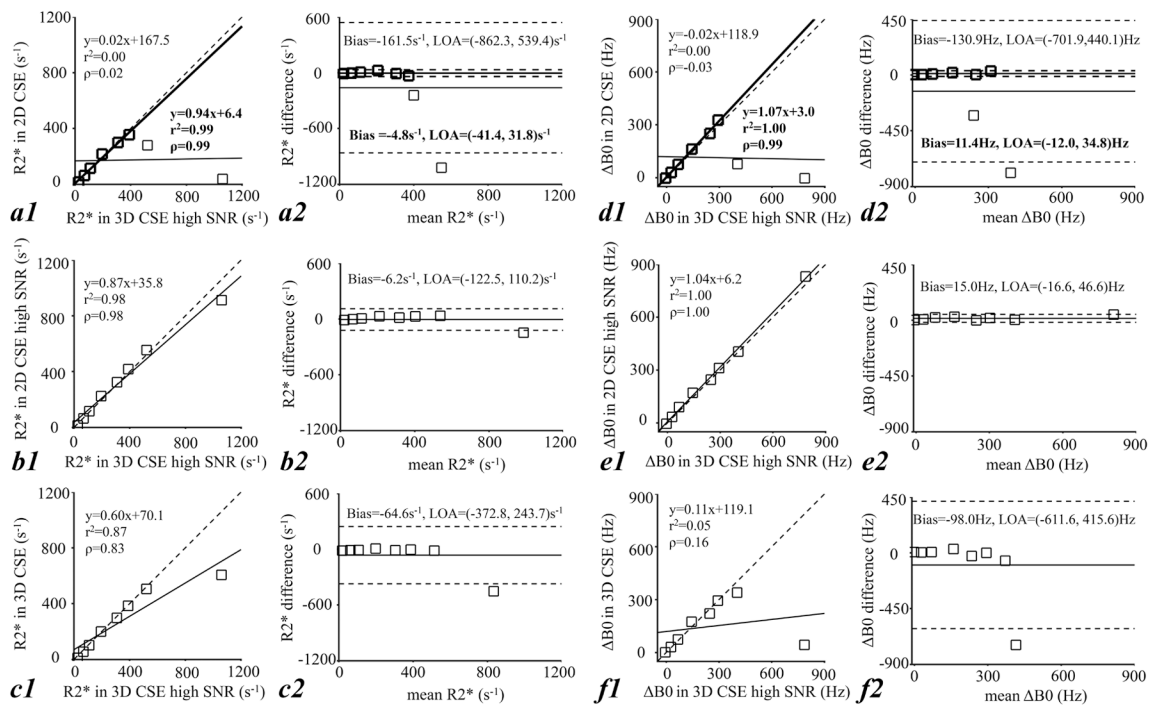 1200
800
400
0
R2* in 2D CSE (s-1)
y=0.02x+167.5
r2=0.00
ρ=0.02
y=0.94x+6.4
r2=0.99
ρ=0.99
0 400 800 1200
a1 R2* in 3D CSE high SNR (s-1)
600
0
-600
-1200
R2* difference (s-1)
Bias=-161.5s-1, LOA=(-862.3, 539.4)s-1
Bias =-4.8s-1, LOA=(-41.4, 31.8)s-1
0 400 800 1200
a2 mean R2* (s-1)
900
600
300
0
ΔB0 in 2D CSE (Hz)
y=-0.02x+118.9
r2=0.00
ρ=-0.03
y=1.07x+3.0
r2=1.00
ρ=0.99
0 300 600 900
d1 ΔB0 in 3D CSE high SNR (Hz)
450
0
-450
-900
ΔB0 difference (Hz)
Bias=-130.9Hz, LOA=(-701.9,440.1)Hz
Bias=11.4Hz, LOA=(-12.0, 34.8)Hz
0 300 600 900
d2 mean ΔB0 (Hz)
1200
800
400
0
R2* in 2D CSE high SNR (s-1)
y=0.87x+35.8
r2=0.98
ρ=0.98
0 400 800 1200
b1 R2* in 3D CSE high SNR (s-1)
600
0
-600
-1200
R2* difference (s-1)
Bias=-6.2s-1, LOA=(-122.5, 110.2)s-1
0 400 800 1200
b2 mean R2* (s-1)
900
600
300
0
ΔB0 in 2D CSE high SNR (Hz)
y=1.04x+6.2
r2=1.00
ρ=1.00
0 300 600 900
e1 ΔB0 in 3D CSE high SNR (Hz)
450
0
-450
-900
ΔB0 difference (Hz)
Bias=15.0Hz, LOA=(-16.6, 46.6)Hz
0 300 600 900
e2 mean ΔB0 (Hz)
1200
800
400
0
R2* in 3D CSE (s-1)
y=0.60x+70.1
r2=0.87
ρ=0.83
0 400 800 1200
c1 R2* in 3D CSE high SNR (s-1)
600
0
-600
-1200
R2* difference (s-1)
Bias=-64.6s-1, LOA=(-372.8, 243.7)s-1
0 400 800 1200
c2 mean R2* (s-1)
900
600
300
0
ΔB0 in 3D CSE (Hz)
y=0.11x+119.1
r2=0.05
ρ=0.16
0 300 600 900
f1 ΔB0 in 3D CSE high SNR (Hz)
450
0
-450
-900
ΔB0 difference (Hz)
Bias=-98.0Hz, LOA=(-611.6, 415.6)Hz
0 300 600 900
f2 mean ΔB0 (Hz)